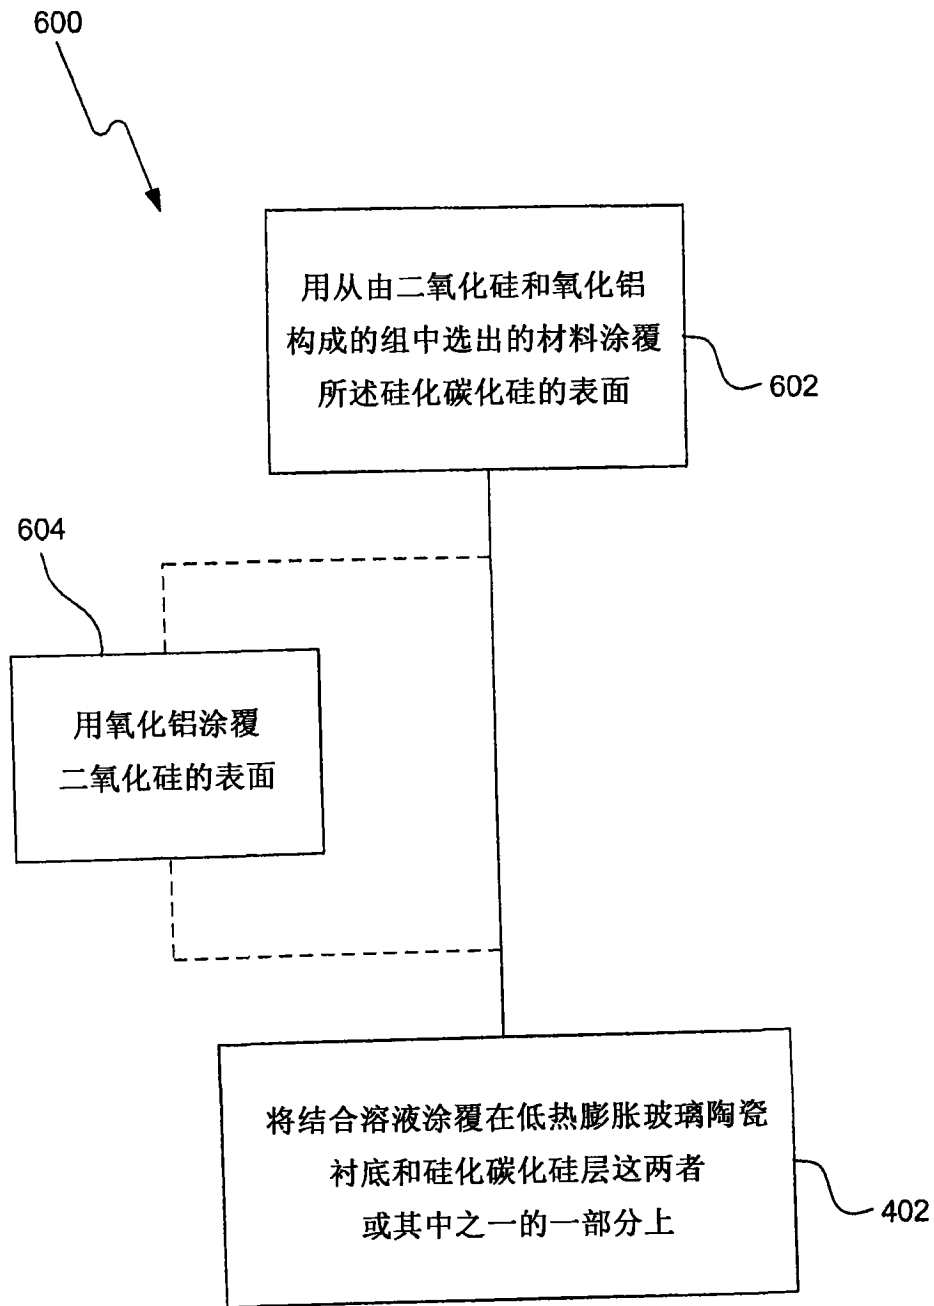 600
用从由二氧化硅和氧化铝
构成的组中选出的材料涂覆
所述硅化碳化硅的表面
602
604
用氧化铝涂覆
二氧化硅的表面
将结合溶液涂覆在低热膨胀玻璃陶瓷
衬底和硅化碳化硅层这两者
或其中之一的一部分上
402